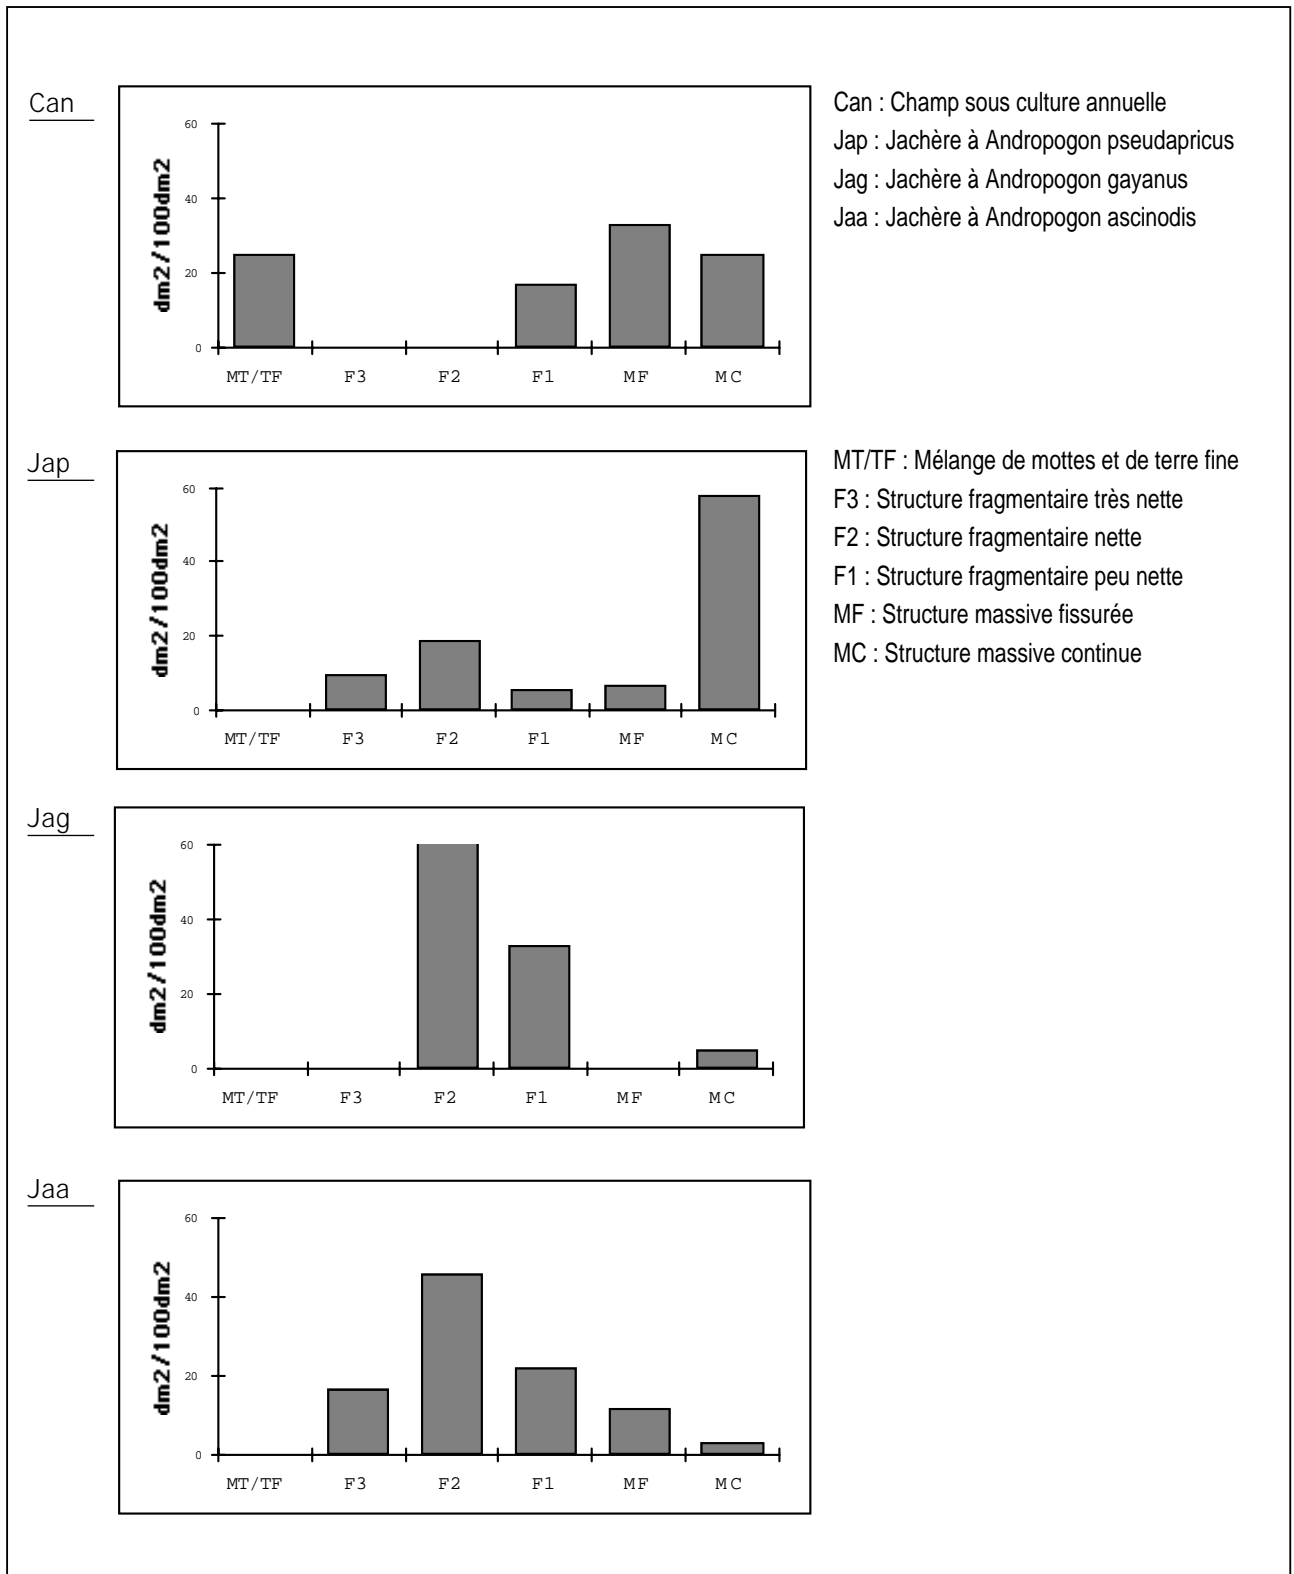 Can
Can : Champ sous culture annuelle
Jap : Jachère à Andropogon pseudapricus
Jag : Jachère à Andropogon gayanus
Jaa : Jachère à Andropogon ascinodis
dm2/100dm2
60
40
20
0
MT/TF F3 F2 F1 MF MC
Jap
MT/TF : Mélange de mottes et de terre fine
F3 : Structure fragmentaire très nette
F2 : Structure fragmentaire nette
F1 : Structure fragmentaire peu nette
MF : Structure massive fissurée
MC : Structure massive continue
dm2/100dm2
60
40
20
0
MT/TF F3 F2 F1 MF MC
Jag
dm2/100dm2
60
40
20
0
MT/TF F3 F2 F1 MF MC
Jaa
dm2/100dm2
60
40
20
0
MT/TF F3 F2 F1 MF MC